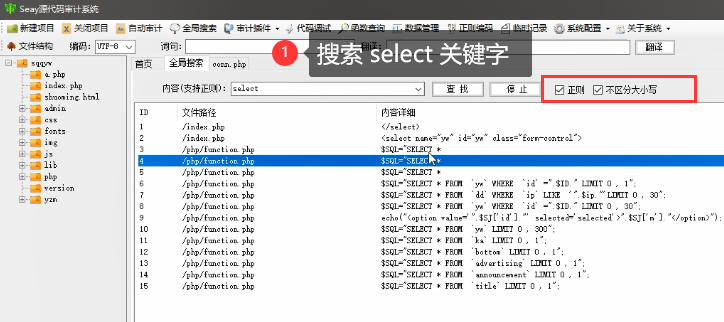 Seay源代码审计系统
新建项目 关闭项目 自动审计 全局搜索 审计插件 代码调试 函数查询 数据管理 正则编码 临时记录 系统配置 关于系统
文件结构 编码: UTF-8 词句: 翻译: 翻译
1 搜索 select 关键字
sqqyw
a.php
index.php
shuoming.html
admin
css
fonts
img
js
lib
php
version
yzm
首页 全局搜索 conn.php
内容(支持正则): select 查 找 停 止 正则 不区分大小写
ID 文件路径 内容详细
1 /index.php </select>
2 /index.php <select name="yw" id="yw" class="form-control">
3 /php/function.php $SQL="SELECT *
4 /php/function.php $SQL="SELECT *
5 /php/function.php $SQL="SELECT *
6 /php/function.php $SQL="SELECT * FROM `yw` WHERE `id` =".$ID." LIMIT 0 , 1";
7 /php/function.php $SQL="SELECT * FROM `dd` WHERE `ip` LIKE '".$ip."'LIMIT 0 , 30";
8 /php/function.php $SQL="SELECT * FROM `yw` WHERE `id` =".$ID." LIMIT 0 , 30";
9 /php/function.php echo("<option value='".$SJ['id']."' selected='selected'>".$SJ['m']."</option>");
10 /php/function.php $SQL="SELECT * FROM `yw` LIMIT 0 , 300";
11 /php/function.php $SQL="SELECT * FROM `ka` LIMIT 0 , 1";
12 /php/function.php $SQL="SELECT * FROM `bottom` LIMIT 0 , 1";
13 /php/function.php $SQL="SELECT * FROM `advertising` LIMIT 0 , 1";
14 /php/function.php $SQL="SELECT * FROM `announcement` LIMIT 0 , 1";
15 /php/function.php $SQL="SELECT * FROM `title` LIMIT 0 , 1";